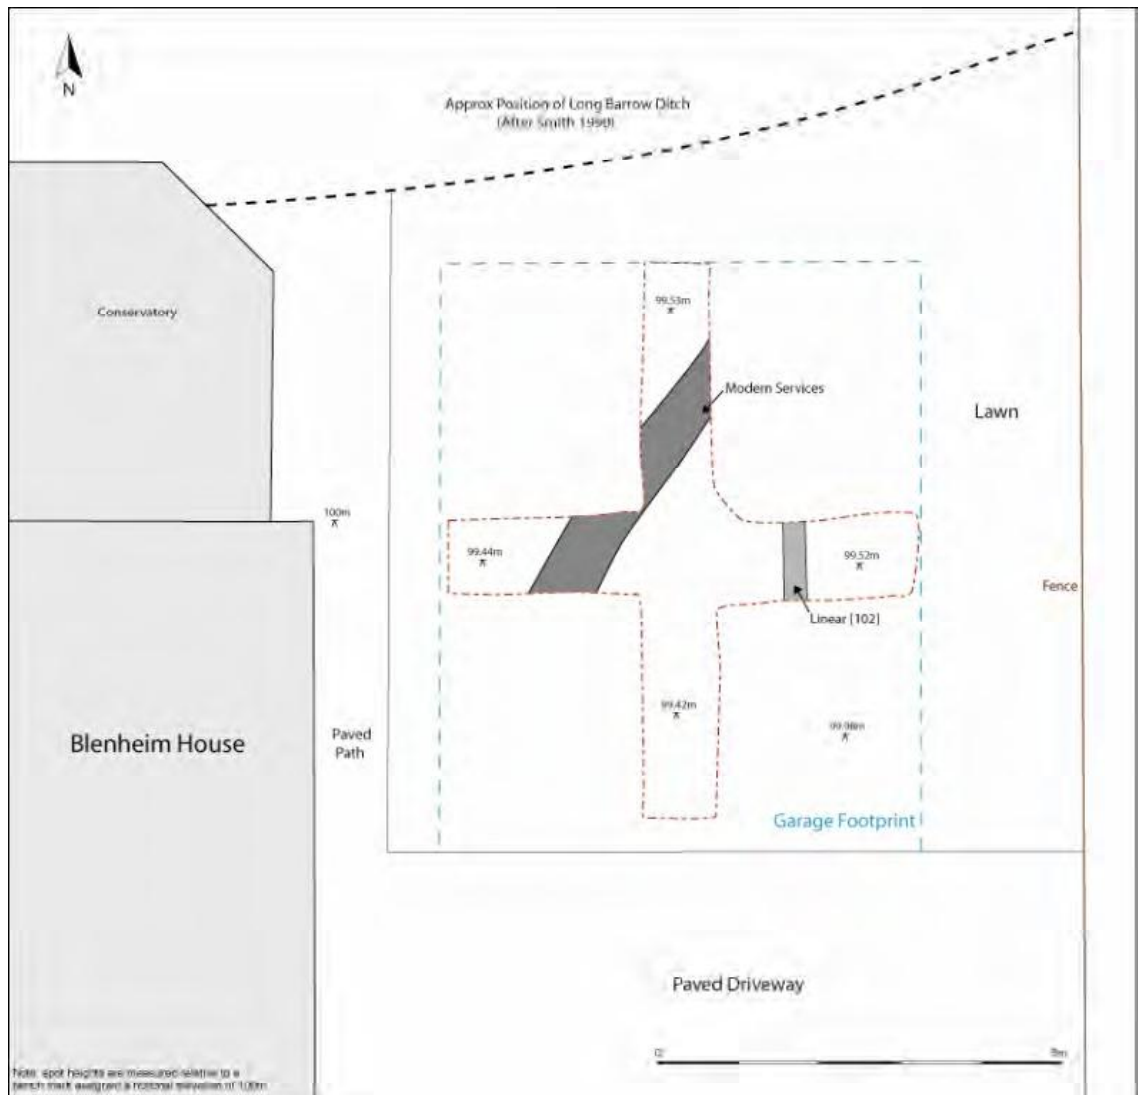 N
Approx Position of Long Barrow Ditch
(After Smith 1990)
Conservatory
99.53m
Modern Services
Lawn
100m
99.44m
99.52m
Fence
Linear [102]
99.42m
99.98m
Blenheim House
Paved
Path
Garage Footprint
Paved Driveway
0
5m
Note: spot heights are measured relative to a
bench mark assigned a notional elevation of 100m